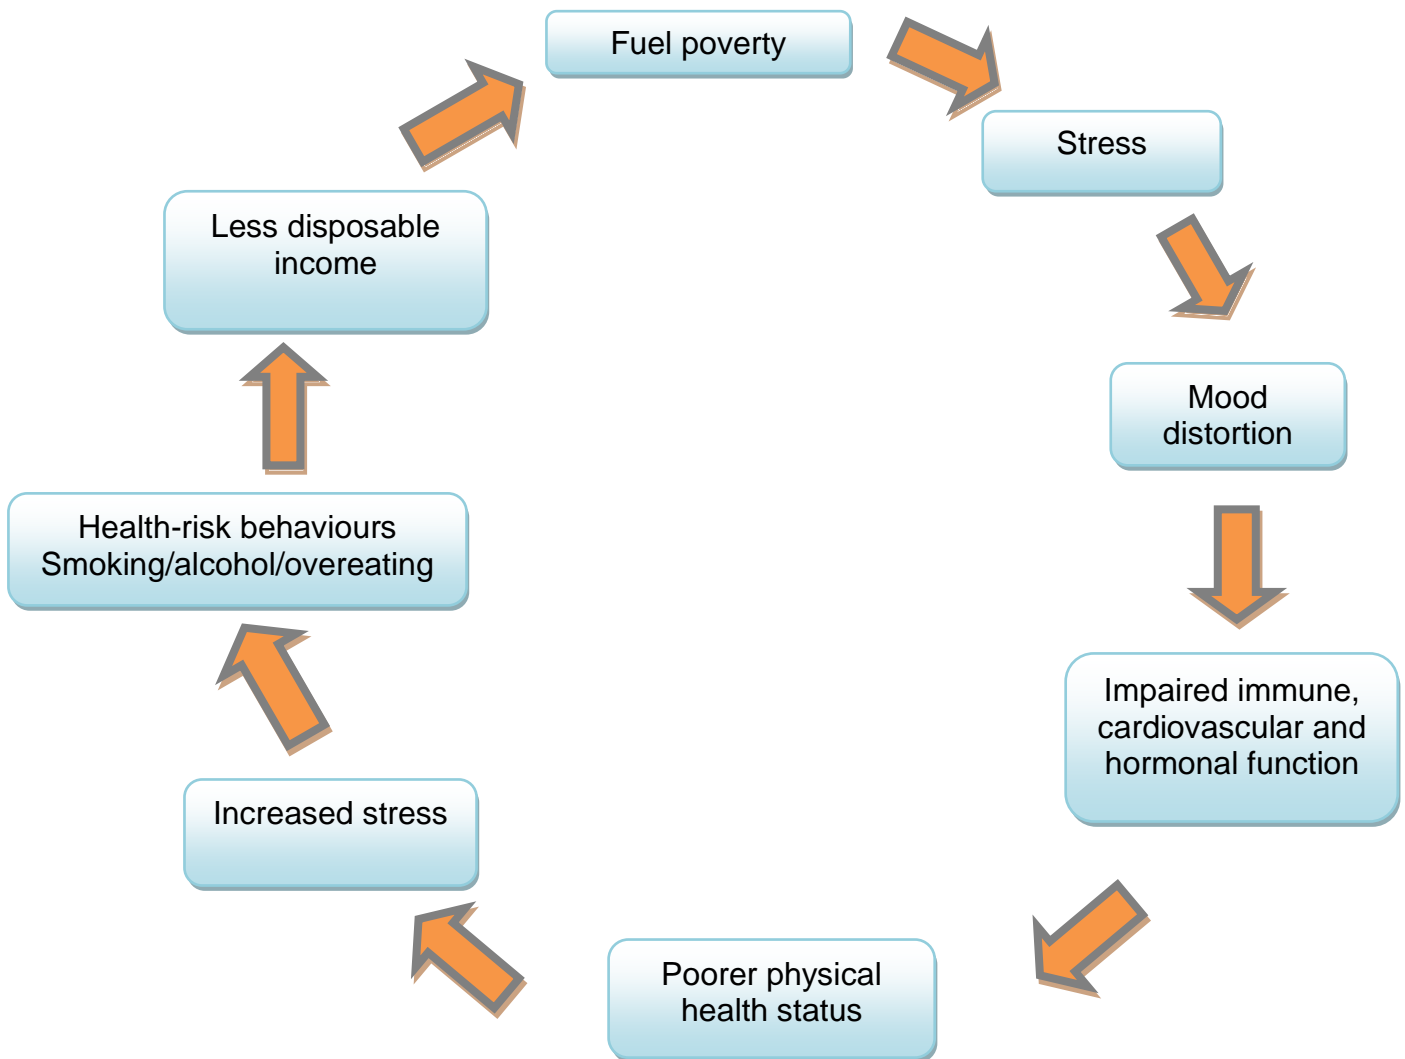 Fuel poverty
Stress
Mood
distortion
Impaired immune,
cardiovascular and
hormonal function
Poorer physical
health status
Increased stress
Health-risk behaviours
Smoking/alcohol/overeating
Less disposable
income